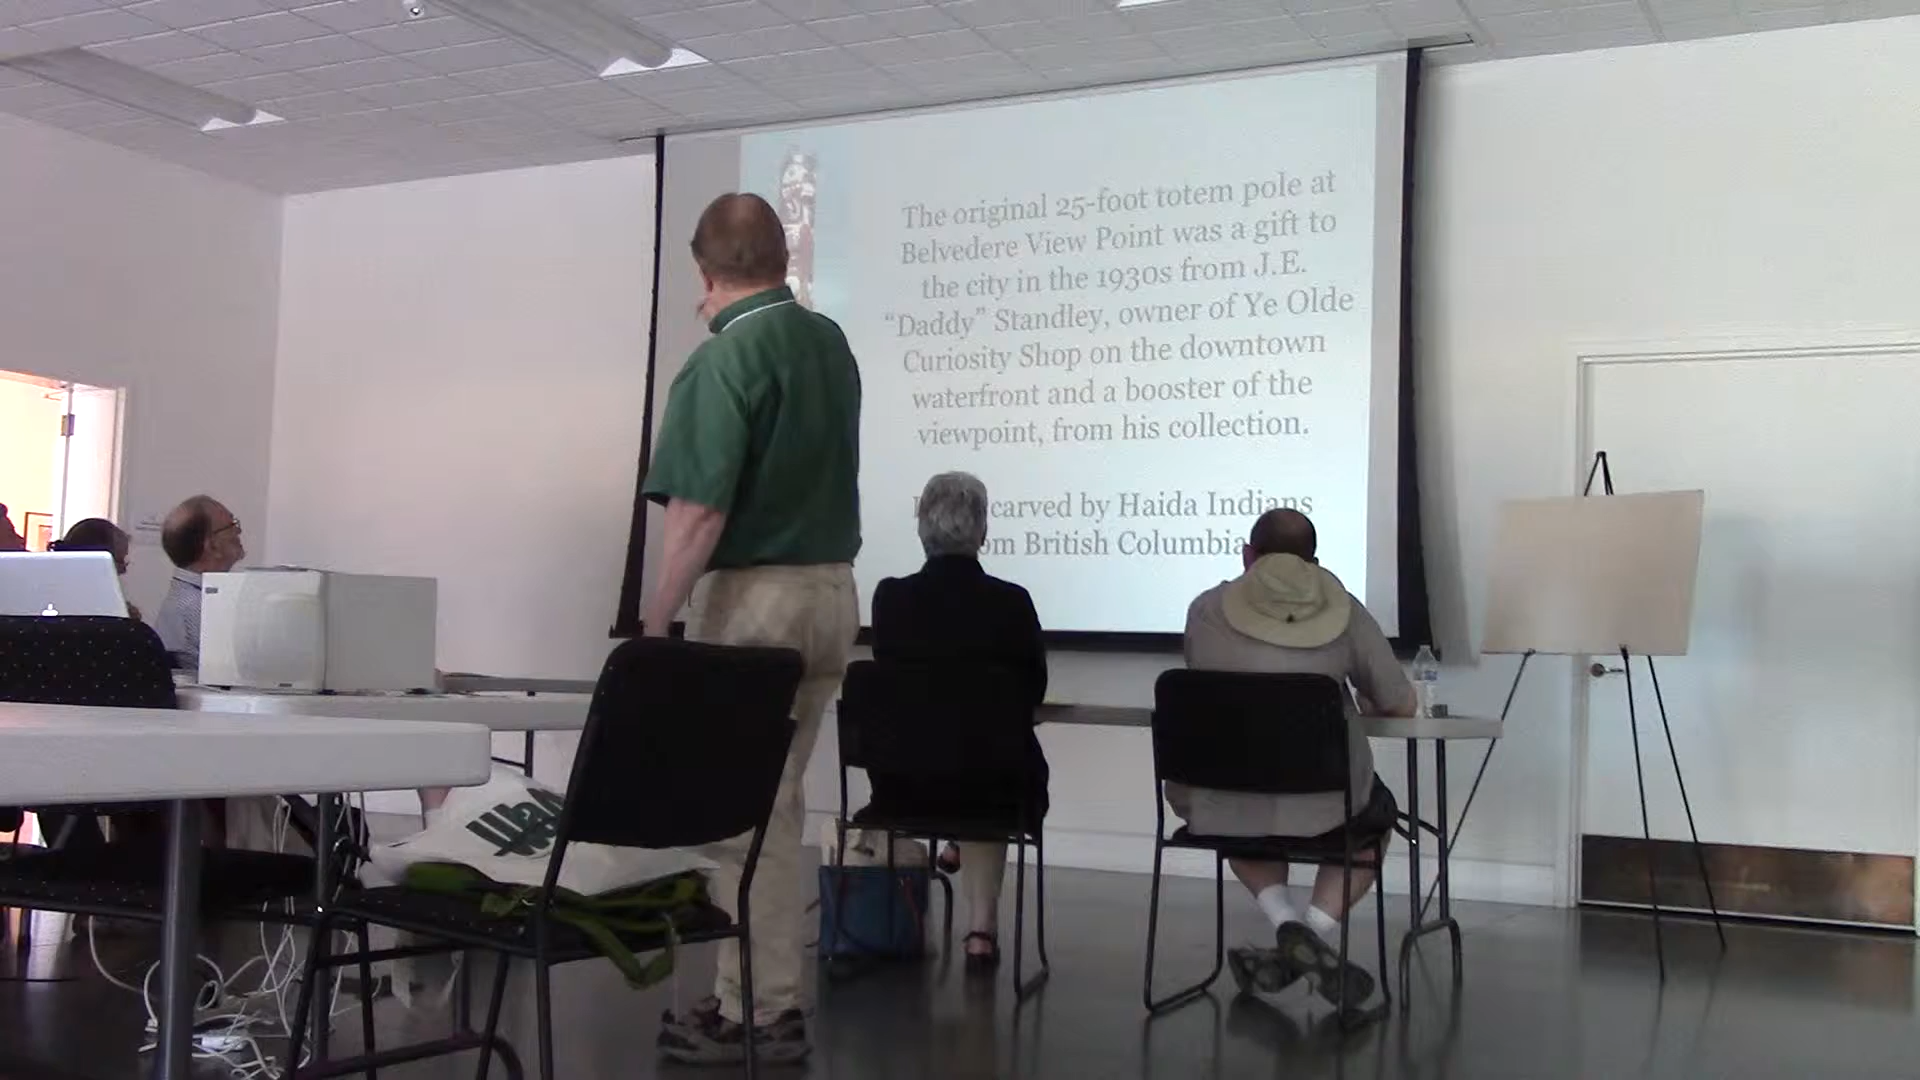 The original 25-foot totem pole at
Belvedere View Point was a gift to
the city in the 1930s from J.E.
“Daddy” Standley, owner of Ye Olde
Curiosity Shop on the downtown
waterfront and a booster of the
viewpoint, from his collection.
carved by Haida Indians
British Columbia